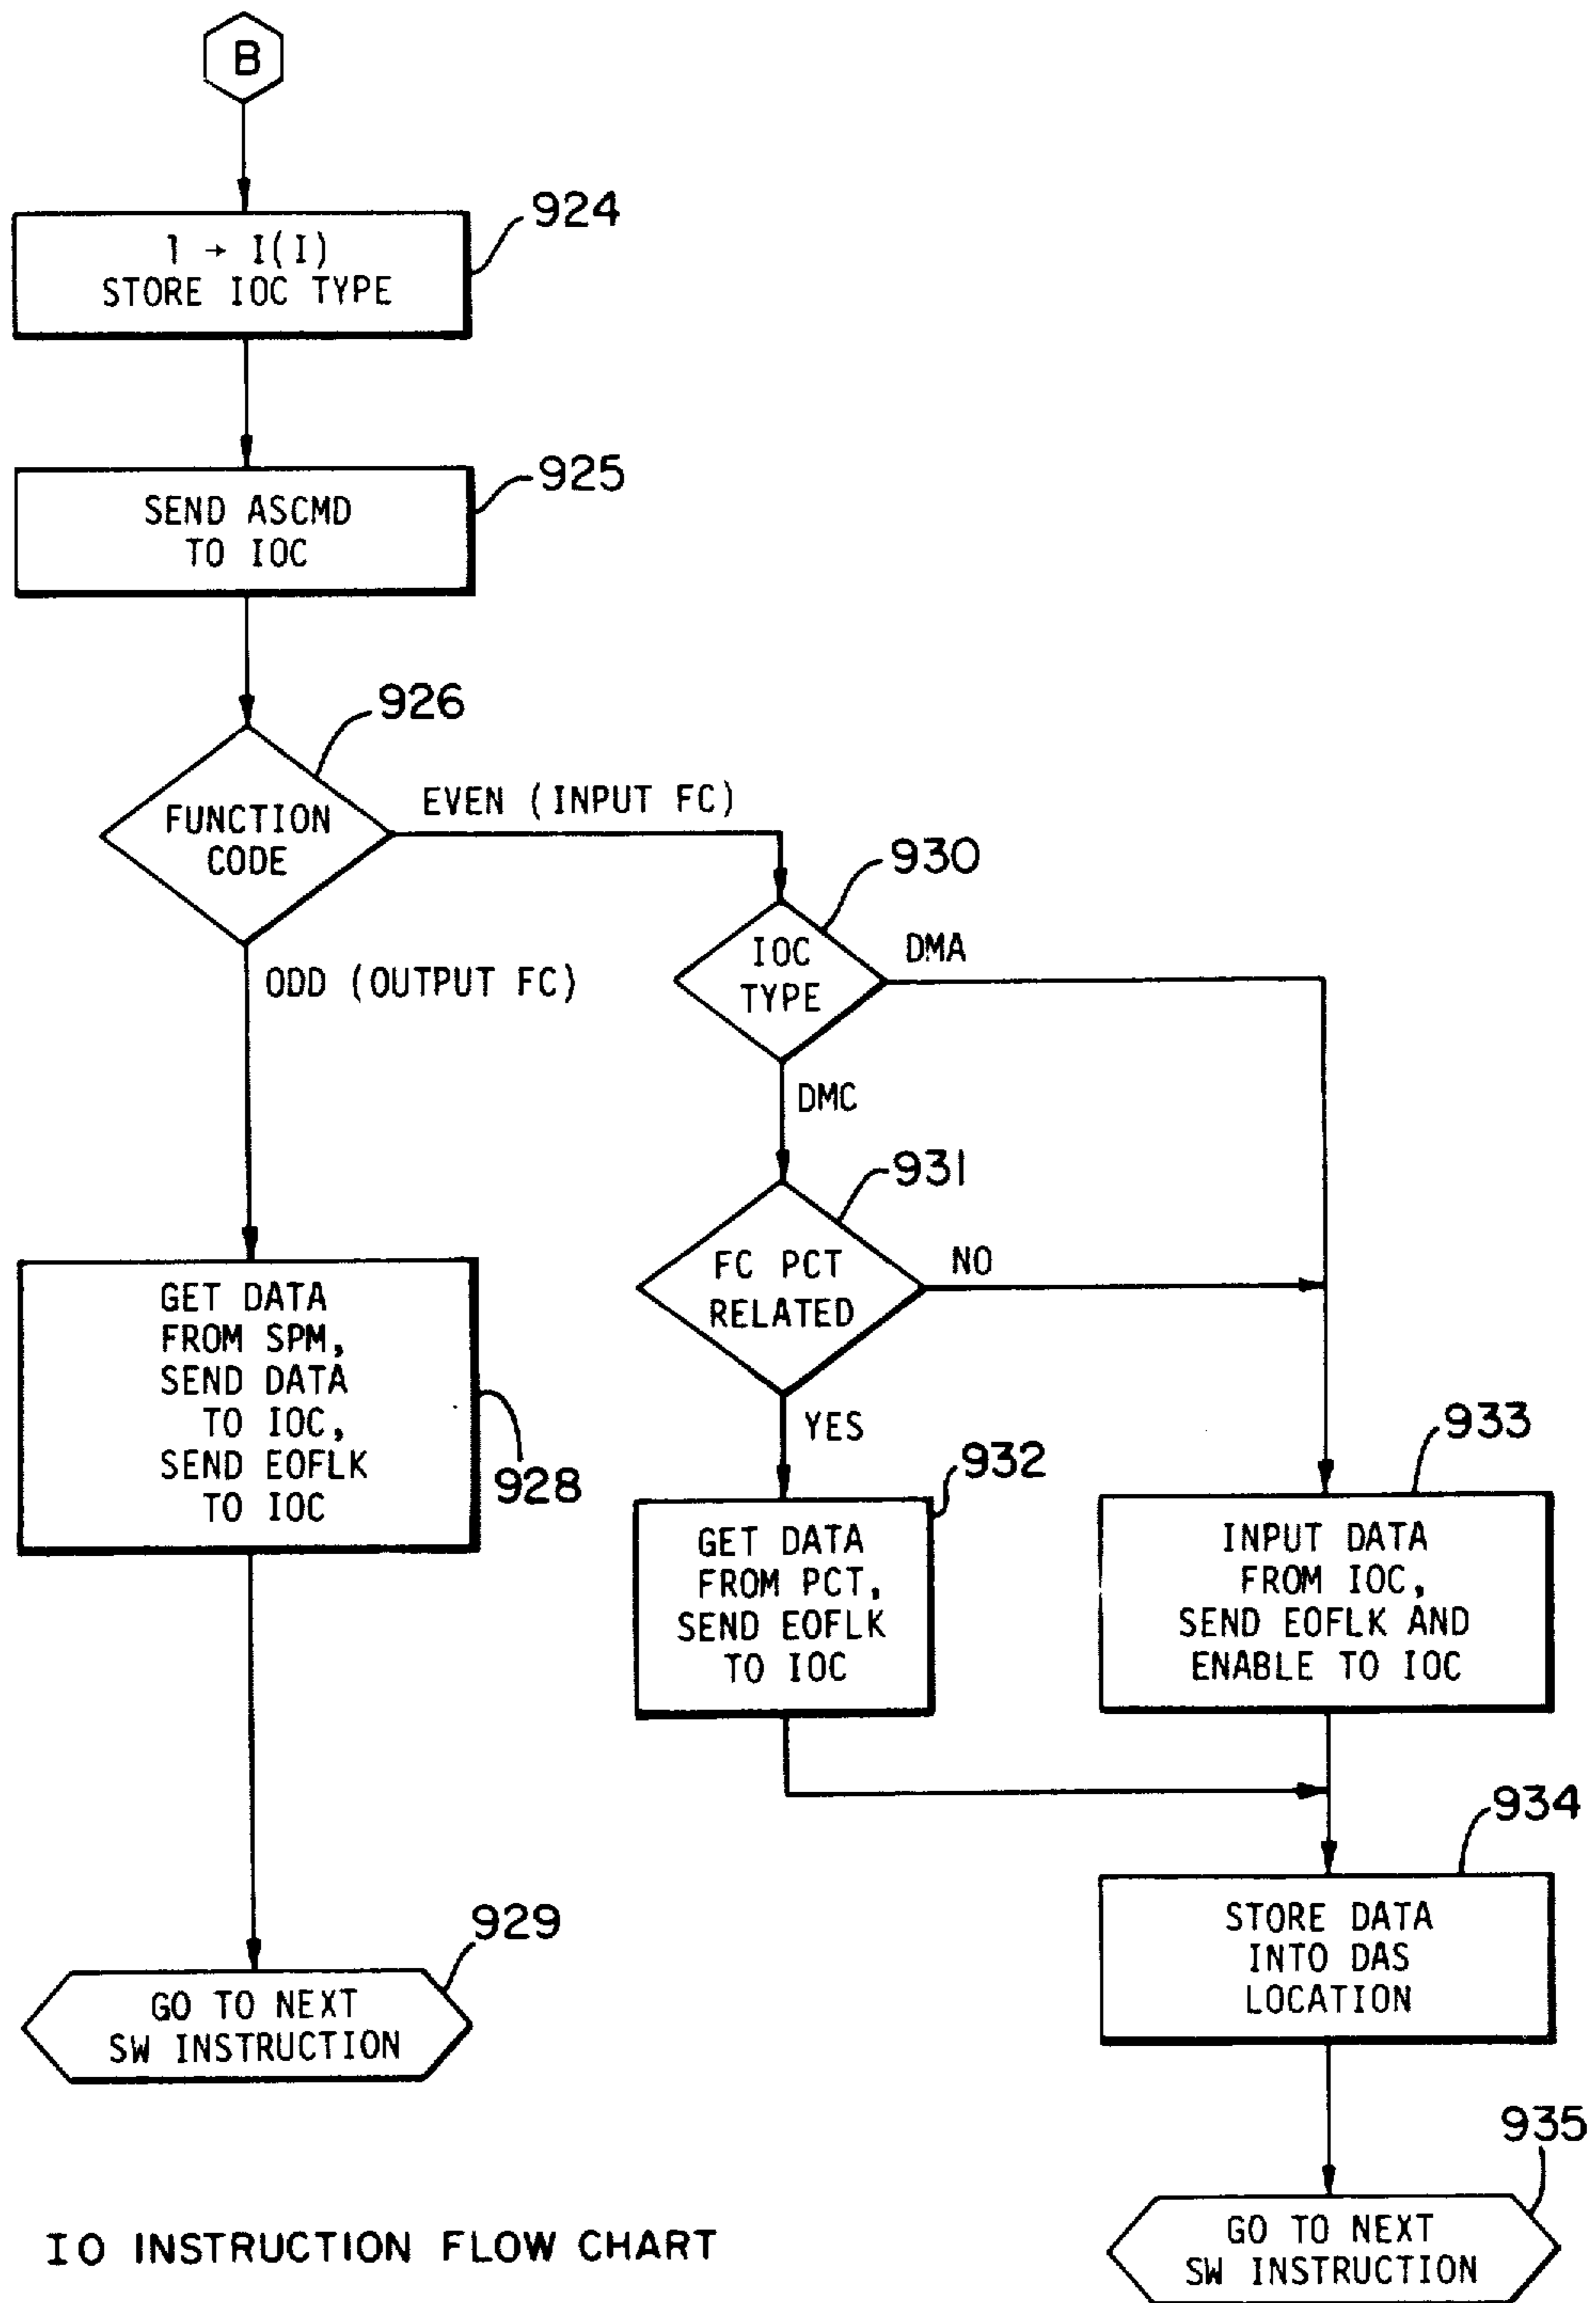 B
924
1 → I(I)
STORE IOC TYPE
925
SEND ASCMD
TO IOC
926
FUNCTION
CODE
EVEN (INPUT FC)
ODD (OUTPUT FC)
930
IOC
TYPE
DMA
DMC
931
FC PCT
RELATED
NO
YES
GET DATA
FROM SPM,
SEND DATA
TO IOC,
SEND EOFLK
TO IOC
928
932
GET DATA
FROM PCT,
SEND EOFLK
TO IOC
933
INPUT DATA
FROM IOC,
SEND EOFLK AND
ENABLE TO IOC
934
STORE DATA
INTO DAS
LOCATION
929
GO TO NEXT
SW INSTRUCTION
935
GO TO NEXT
SW INSTRUCTION
IO INSTRUCTION FLOW CHART